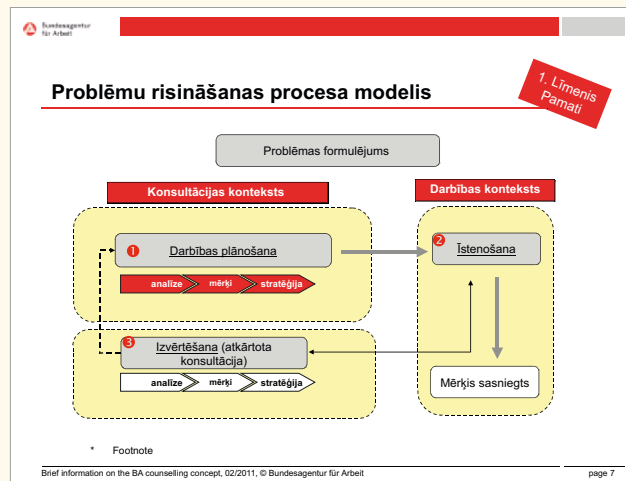 Bundesagentur
für Arbeit
Problēmu risināšanas procesa modelis
1. Līmenis
Pamati
Problēmas formulējums
Konsultācijas konteksts
Darbības konteksts
1
Darbības plānošana
analīze
mērķi
stratēģija
2
Īstenošana
3
Izvērtēšana (atkārtota
konsultācija)
analīze
mērķi
stratēģija
Mērķis sasniegts
* Footnote
Brief information on the BA counselling concept, 02/2011, © Bundesagentur für Arbeit
page 7